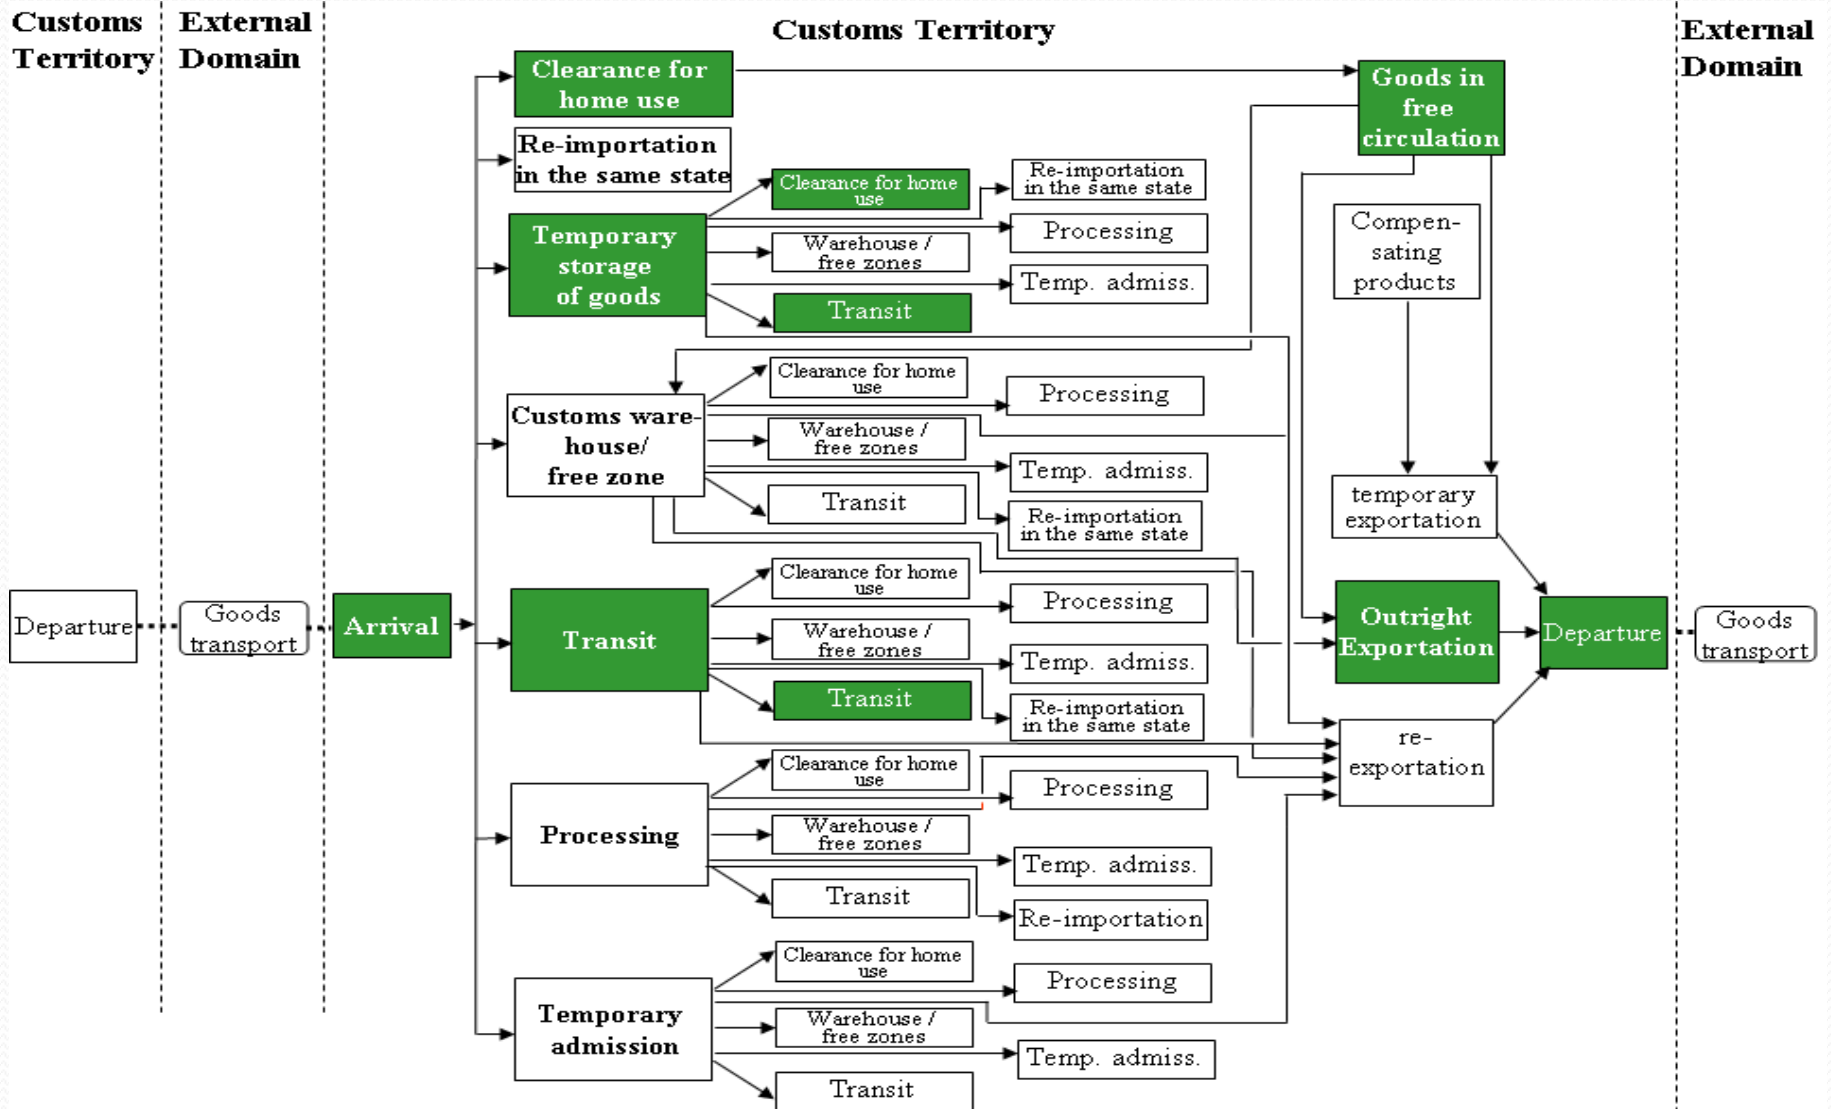 Customs
Territory
External
Domain
Customs Territory
External
Domain
Clearance for
home use
Goods in
free
circulation
Re-importation
in the same state
Clearance for home
use
Re-importation
in the same state
Temporary
storage
of goods
Processing
Warehouse /
free zones
Temp. admiss.
Transit
Compen-
sating
products
Clearance for home
use
Processing
Customs ware-
house/
free zone
Warehouse /
free zones
Temp. admiss.
Transit
Re-importation
in the same state
temporary
exportation
Departure
Goods
transport
Arrival
Transit
Clearance for home
use
Processing
Warehouse /
free zones
Temp. admiss.
Transit
Re-importation
in the same state
Outright
Exportation
Departure
Goods
transport
re-
exportation
Processing
Clearance for home
use
Processing
Warehouse /
free zones
Temp. admiss.
Transit
Re-importation
Temporary
admission
Clearance for home
use
Processing
Warehouse /
free zones
Temp. admiss.
Transit